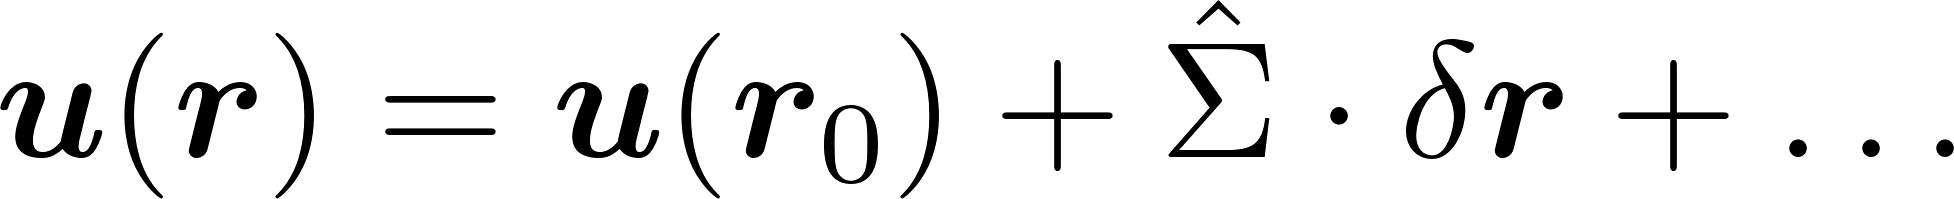 𝒖(𝒓) = 𝒖(𝒓₀) + Σ̂ · δ𝒓 + . . .